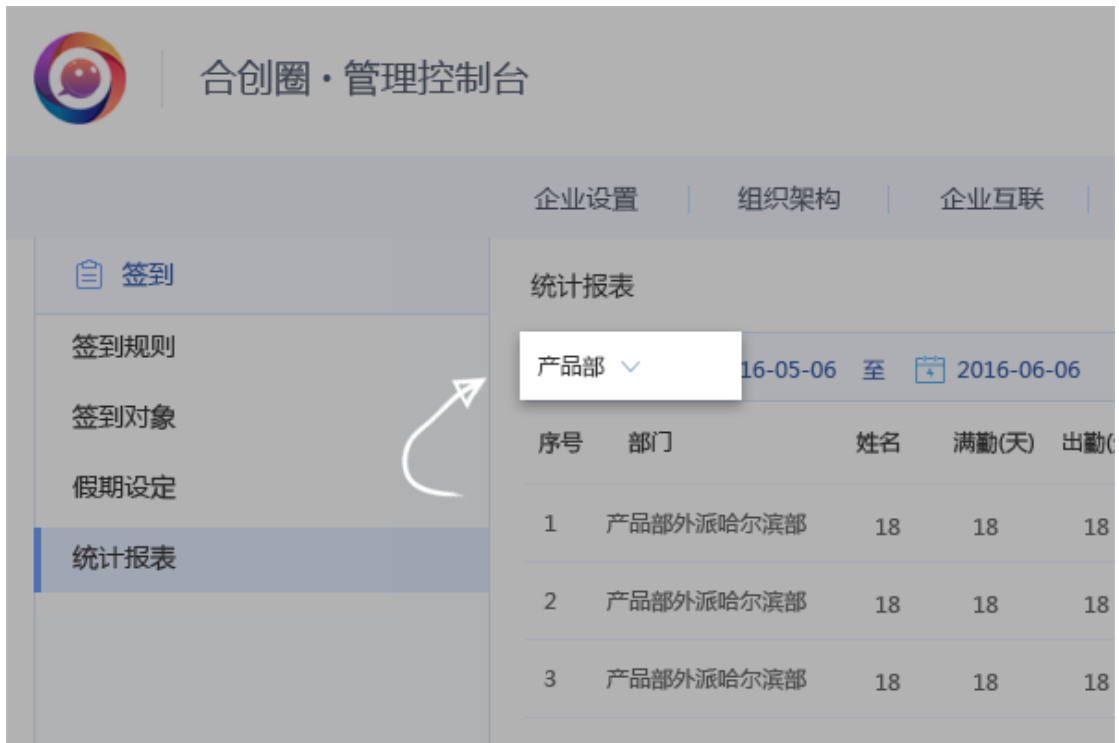 合创圈·管理控制台
企业设置 组织架构 企业互联
签到
签到规则
签到对象
假期设定
统计报表
统计报表
产品部 16-05-06 至 2016-06-06
序号 部门 姓名 满勤(天) 出勤(
1 产品部外派哈尔滨部 18 18 18
2 产品部外派哈尔滨部 18 18 18
3 产品部外派哈尔滨部 18 18 18